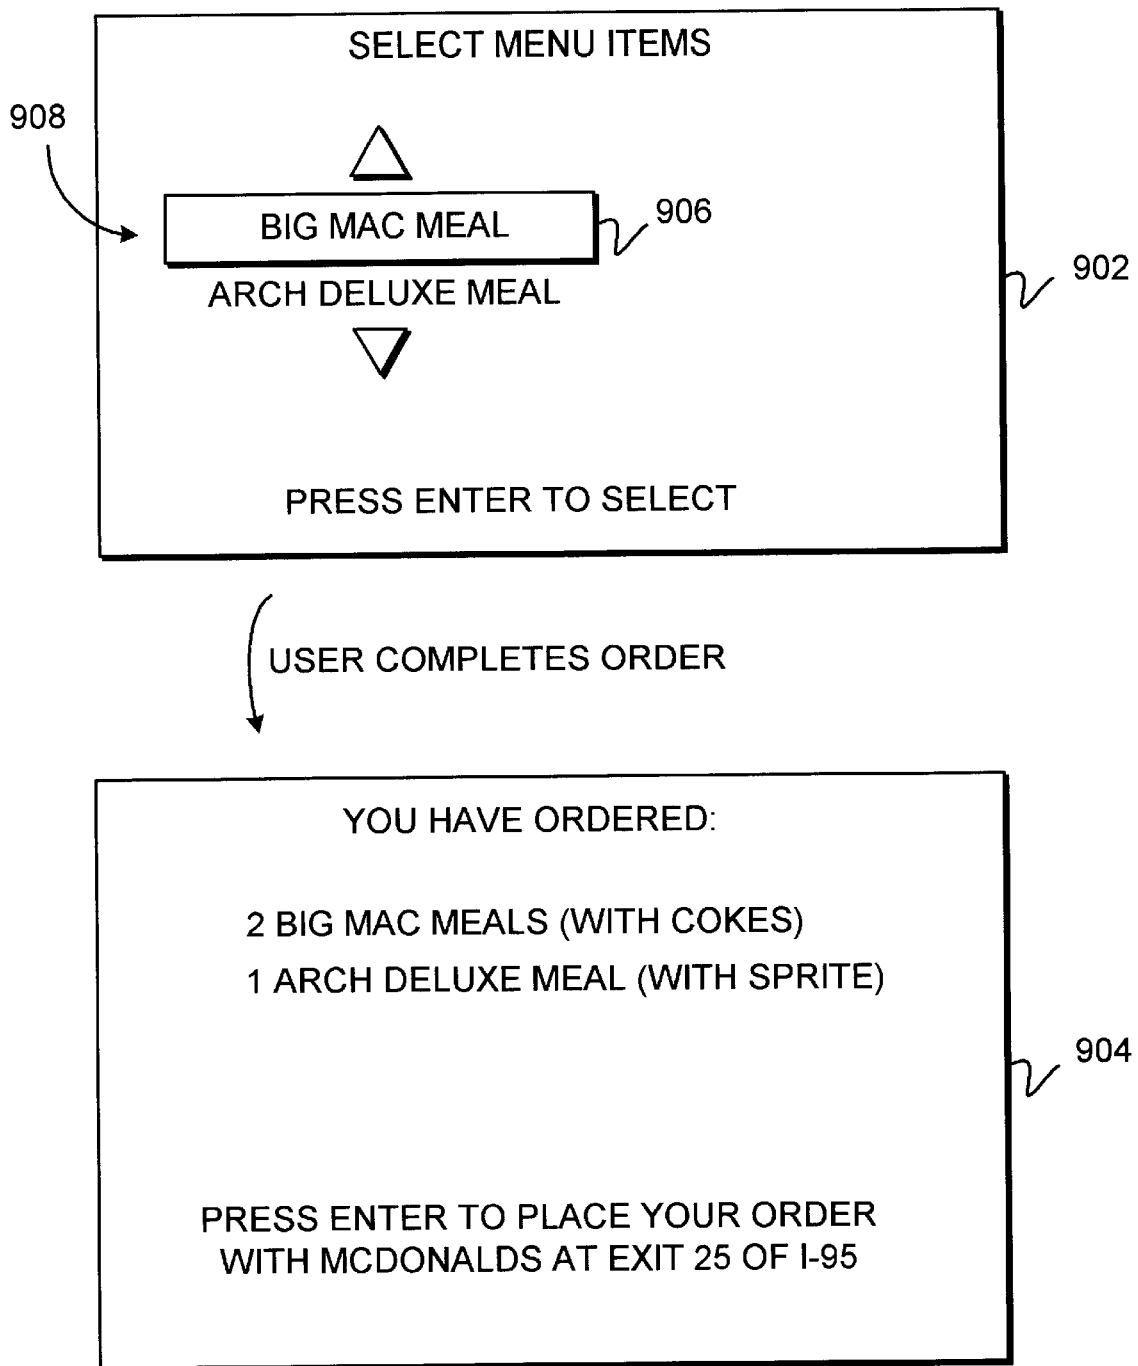 SELECT MENU ITEMS
908
BIG MAC MEAL
906
902
ARCH DELUXE MEAL
PRESS ENTER TO SELECT
USER COMPLETES ORDER
YOU HAVE ORDERED:
2 BIG MAC MEALS (WITH COKES)
1 ARCH DELUXE MEAL (WITH SPRITE)
904
PRESS ENTER TO PLACE YOUR ORDER
WITH MCDONALDS AT EXIT 25 OF I-95